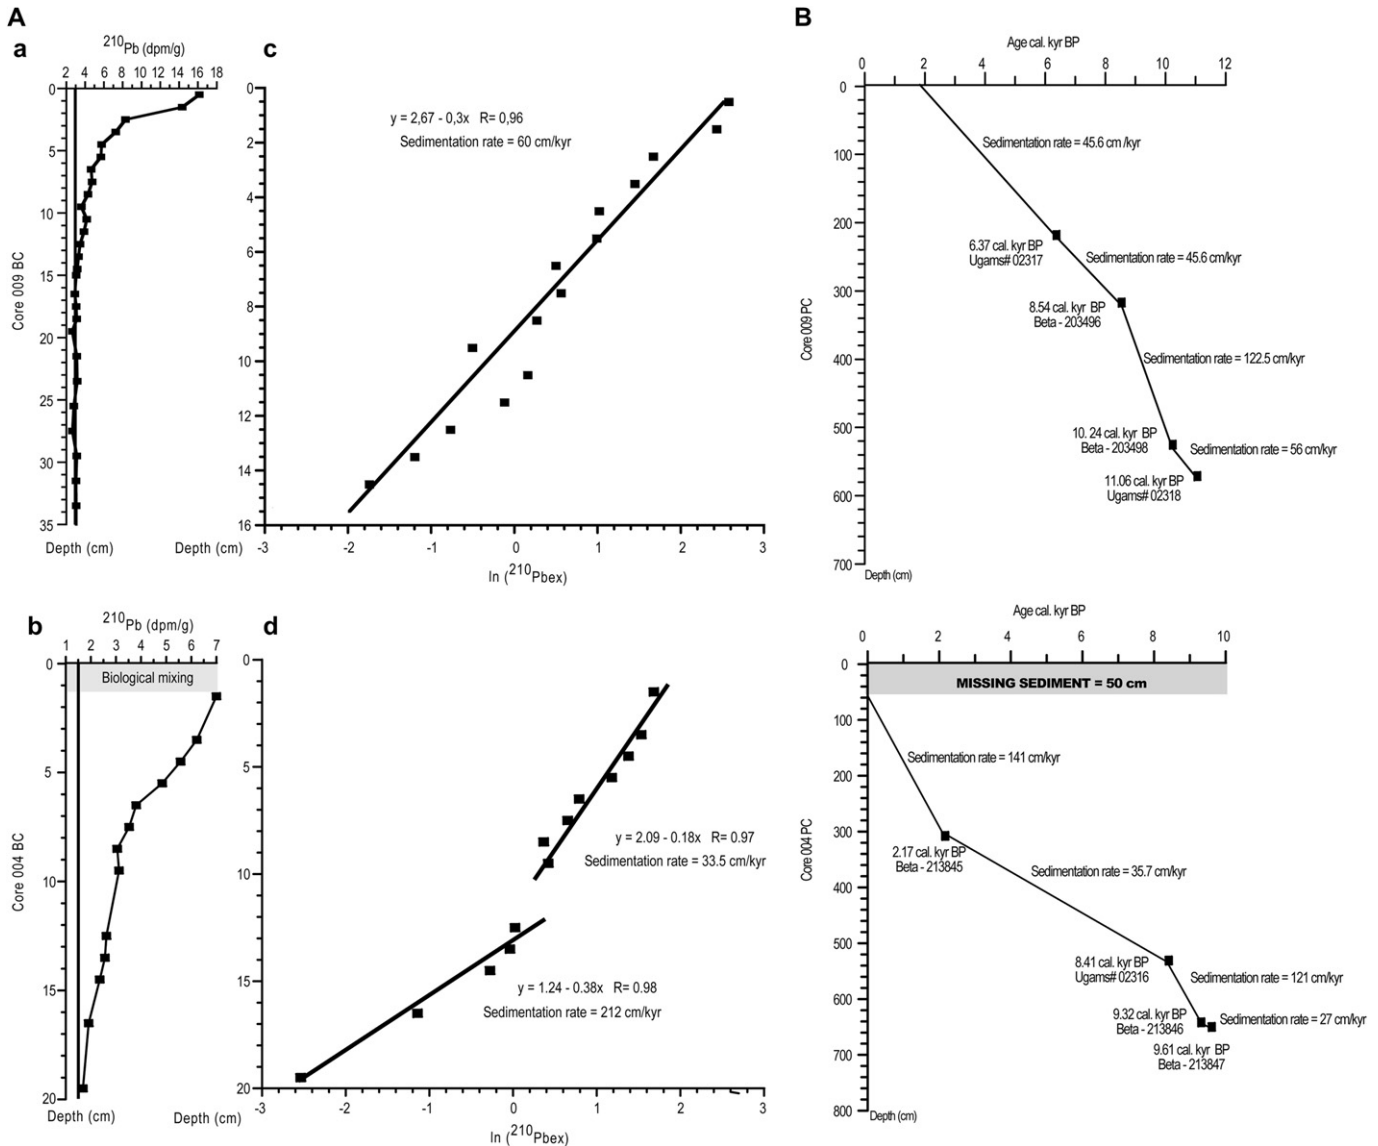 A
B
a
210Pb (dpm/g)
2 4 6 8 10 12 14 16 18
0
5
10
15
20
25
30
35
Core 009 BC
Depth (cm)
Depth (cm)
c
0
2
4
6
8
10
12
14
16
y = 2,67 - 0,3x R= 0,96
Sedimentation rate = 60 cm/kyr
-3 -2 -1 0 1 2 3
ln (210Pbex)
Age cal. kyr BP
0 2 4 6 8 10 12
0
100
200
300
400
500
600
700
Core 009 PC
Sedimentation rate = 45.6 cm /kyr
6.37 cal. kyr BP
Ugams# 02317
Sedimentation rate = 45.6 cm/kyr
8.54 cal. kyr BP
Beta - 203496
Sedimentation rate = 122.5 cm/kyr
10. 24 cal. kyr BP
Beta - 203498
Sedimentation rate = 56 cm/kyr
11.06 cal. kyr BP
Ugams# 02318
Depth (cm)
b
210Pb (dpm/g)
1 2 3 4 5 6 7
Biological mixing
0
5
10
15
20
Core 004 BC
Depth (cm)
Depth (cm)
d
0
5
10
15
20
y = 2.09 - 0.18x R= 0.97
Sedimentation rate = 33.5 cm/kyr
y = 1.24 - 0.38x R= 0.98
Sedimentation rate = 212 cm/kyr
-3 -2 -1 0 1 2 3
ln (210Pbex)
Age cal. kyr BP
0 2 4 6 8 10
MISSING SEDIMENT = 50 cm
0
100
200
300
400
500
600
700
800
Core 004 PC
Sedimentation rate = 141 cm/kyr
2.17 cal. kyr BP
Beta - 213845
Sedimentation rate = 35.7 cm/kyr
8.41 cal. kyr BP
Ugams# 02316
Sedimentation rate = 121 cm/kyr
9.32 cal. kyr BP
Beta - 213846
Sedimentation rate = 27 cm/kyr
9.61 cal. kyr BP
Beta - 213847
Depth (cm)